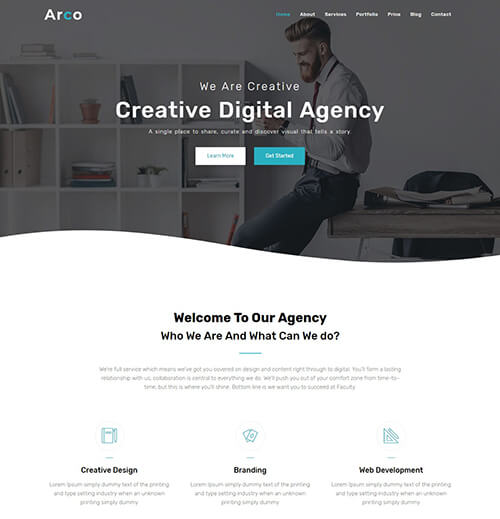 Arco
Home About Services Portfolio Price Blog Contact
We Are Creative
Creative Digital Agency
A single place to share, curate and discover visual that tells a story.
Learn More Get Started
Welcome To Our Agency
Who We Are And What Can We do?
We're full service which means we've got you covered on design and content right through to digital. You'll form a lasting
relationship with us, collaboration is central to everything we do. We'll push you out of your comfort zone from time-to-
time, but this is where you'll shine. Bottom line is we want you to succeed at Faculty
Creative Design
Lorem Ipsum dummy text of the printing
and type setting industry when an unknown
printing simply dummy
Branding
Lorem Ipsum dummy text of the printing
and type setting industry when an unknown
printing simply dummy
Web Development
Lorem Ipsum dummy text of the printing
and type setting industry when an unknown
printing simply dummy